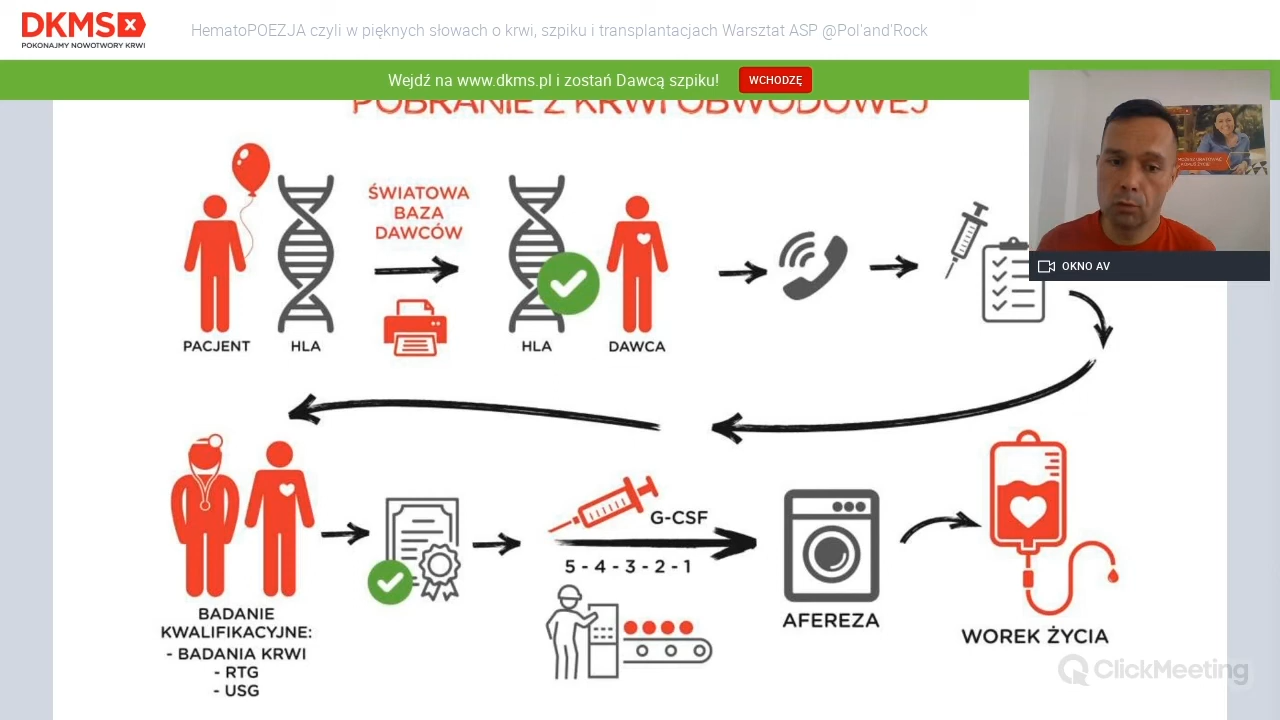 DKMS
POKONAJMY NOWOTWORY KRWI
HematoPOEZJA czyli w pięknych słowach o krwi, szpiku i transplantacjach Warsztat ASP @Pol'and'Rock
Wejdź na www.dkms.pl i zostań Dawcą szpiku!
WCHODZĘ
POBRANIE Z KRWI OBWODOWEJ
OKNO AV
ŚWIATOWA
BAZA
DAWCÓW
PACJENT
HLA
HLA
DAWCA
BADANIE
KWALIFIKACYJNE:
- BADANIA KRWI
- RTG
- USG
G-CSF
5 - 4 - 3 - 2 - 1
AFEREZA
WOREK ŻYCIA
ClickMeeting